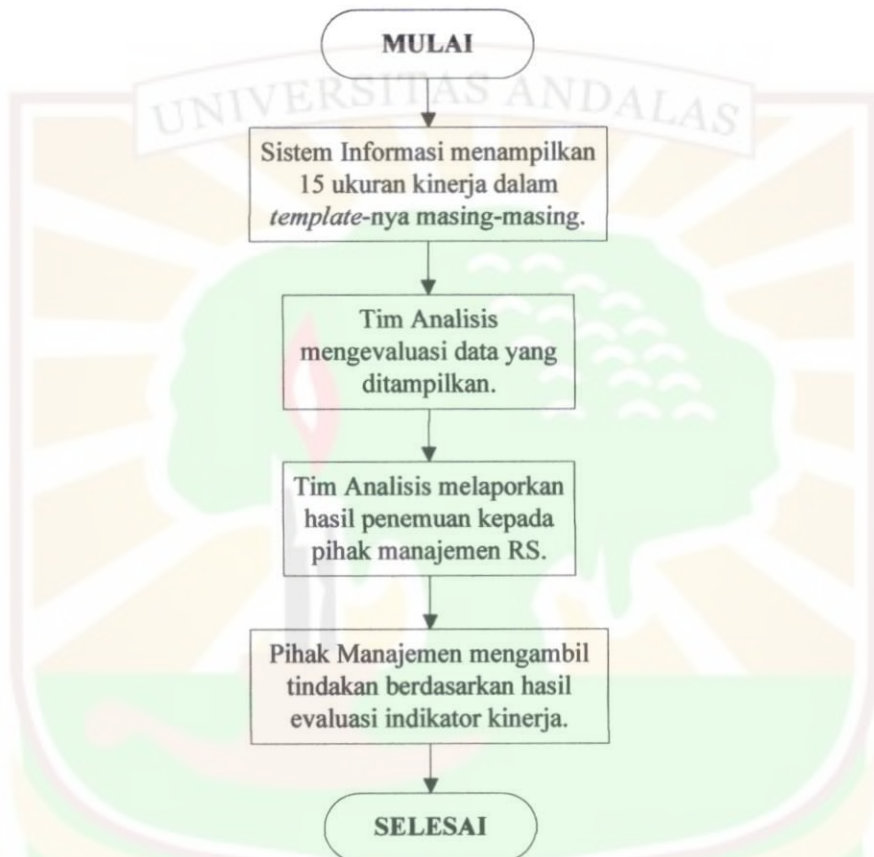 MULAI
UNIVERSITAS ANDALAS
Sistem Informasi menampilkan
15 ukuran kinerja dalam
template-nya masing-masing.
Tim Analisis
mengevaluasi data yang
ditampilkan.
Tim Analisis melaporkan
hasil penemuan kepada
pihak manajemen RS.
Pihak Manajemen mengambil
tindakan berdasarkan hasil
evaluasi indikator kinerja.
SELESAI